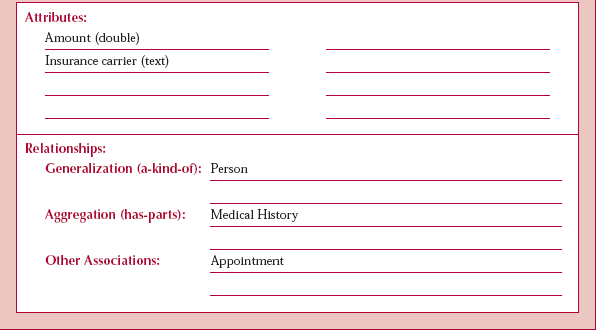 Attributes:
Amount (double)
Insurance carrier (text)
Relationships:
Generalization (a-kind-of): Person
Aggregation (has-parts): Medical History
Other Associations: Appointment